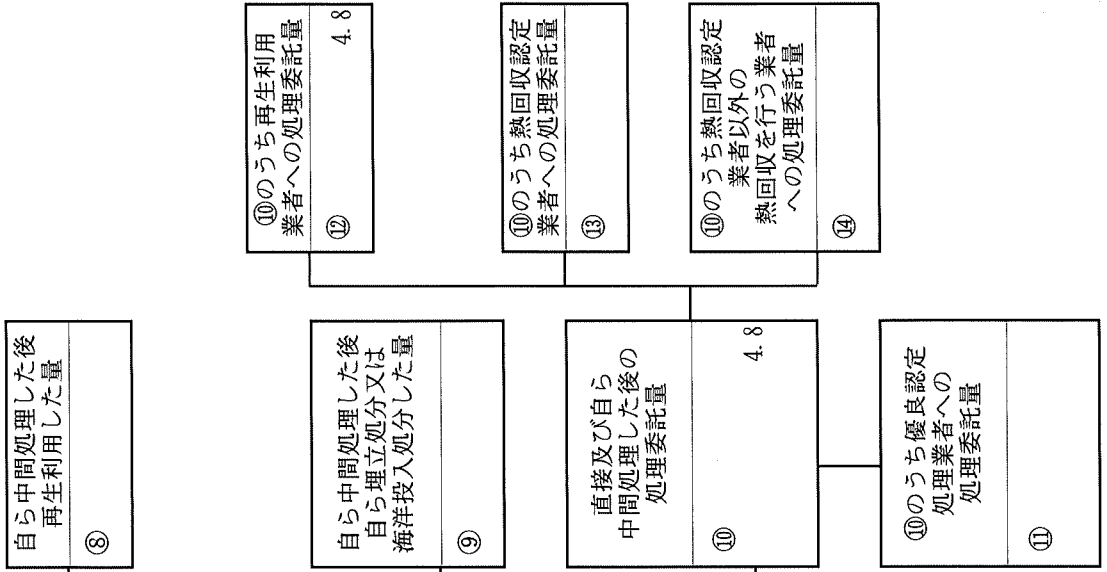 自ら中間処理した後
再生利用した量
⑧
自ら中間処理した後
自ら埋立処分又は
海洋投入処分した量
⑨
直接及び自ら
中間処理した後の
処理委託量
⑩ 4.8
⑩のうち優良認定
処理業者への
処理委託量
⑪
⑩のうち再生利用
業者への処理委託量
⑫ 4.8
⑩のうち熱回収認定
業者への処理委託量
⑬
⑩のうち熱回収認定
業者以外の
熱回収を行う業者
への処理委託量
⑭